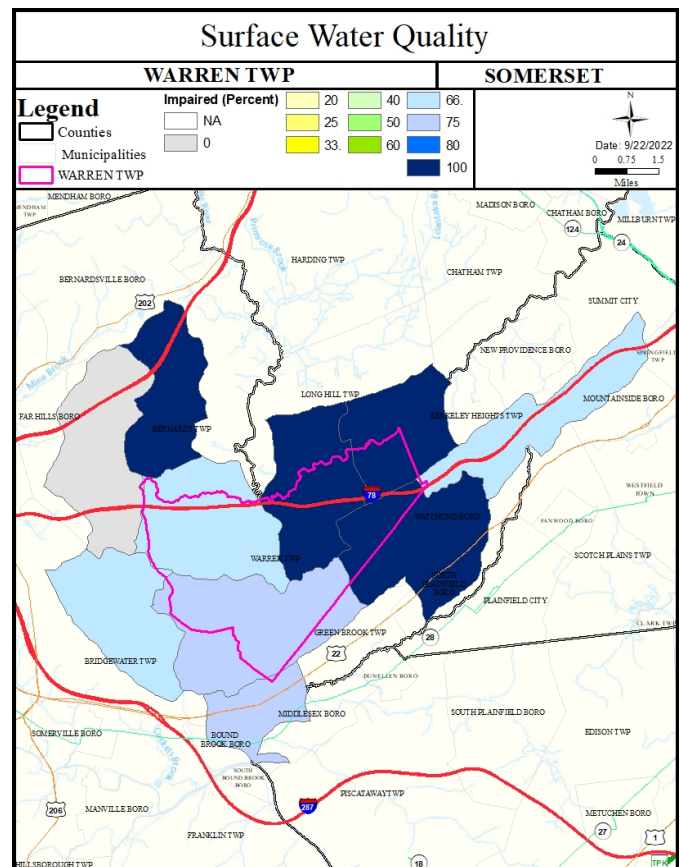 Surface Water Quality
WARREN TWP
SOMERSET
Legend
Counties
Municipalities
WARREN TWP
Impaired (Percent)
NA
0
20
25
33.
40
50
60
66.
75
80
100
N
Date: 9/22/2022
0 0.75 1.5
Miles
MENDHAM BORO
MENDHAM
TWP
MADISON BORO
CHATHAM BORO
MILLBURN TWP
124
24
Primrose Brook
HARDING TWP
CHATHAM TWP
BERNARDSVILLE BORO
202
SUMMIT CITY
Mine Brook
NEW PROVIDENCE BORO
SPRINGFIELD
TWP
MOUNTAINSIDE BORO
LONG HILL TWP
BERKELEY HEIGHTS TWP
FAR HILLS BORO
BERNARDS TWP
78
WESTFIELD
TOWN
WATCHUNG BORO
FANWOOD BORO
SCOTCH PLAINS TWP
WARREN TWP
NORTH
PLAINFIELD
BORO
PLAINFIELD CITY
CLARK TWP
GREEN BROOK TWP
28
22
BRIDGEWATER TWP
DUNELLEN BORO
MIDDLESEX BORO
SOUTH PLAINFIELD BORO
EDISON TWP
SOMERVILLE BORO
BOUND
BROOK BORO
SOUTH
BOUND BROOK
BORO
PISCATAWAY TWP
287
206
MANVILLE BORO
METUCHEN BORO
FRANKLIN TWP
27
1
HILLSBOROUGH TWP
18
TPK